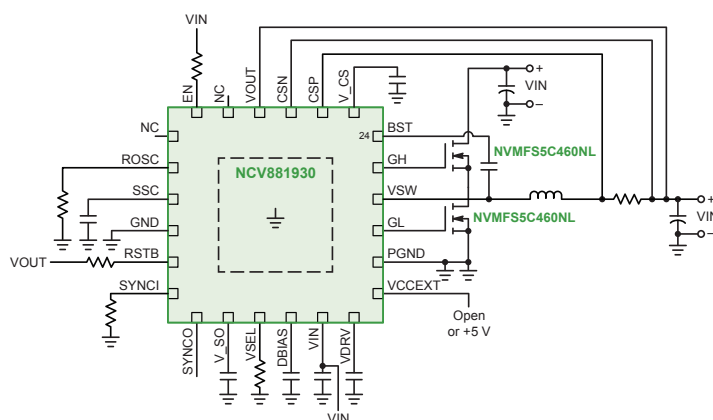 VIN
EN
NC
VOUT
CSN
CSP
V_CS
+
VIN
–
NC
ROSC
SSC
GND
RSTB
SYNCI
VOUT
NCV881930
24
BST
GH
VSW
GL
PGND
VCCEXT
NVMFS5C460NL
NVMFS5C460NL
+
VIN
–
Open
or +5 V
SYNCO
V_SO
VSEL
DBIAS
VIN
VDRV
VIN